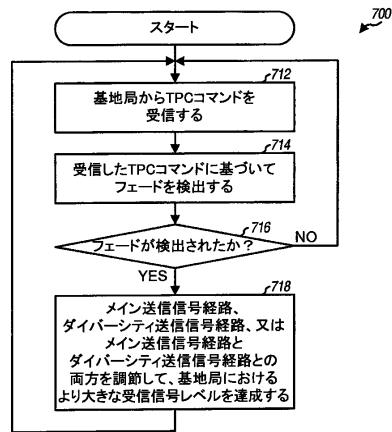 700
スタート
712
基地局からTPCコマンドを
受信する
714
受信したTPCコマンドに基づいて
フェードを検出する
716
フェードが検出されたか?
NO
YES
718
メイン送信信号経路、
ダイバーシティ送信信号経路、又は
メイン送信信号経路と
ダイバーシティ送信信号経路との
両方を調節して、基地局における
より大きな受信信号レベルを達成する